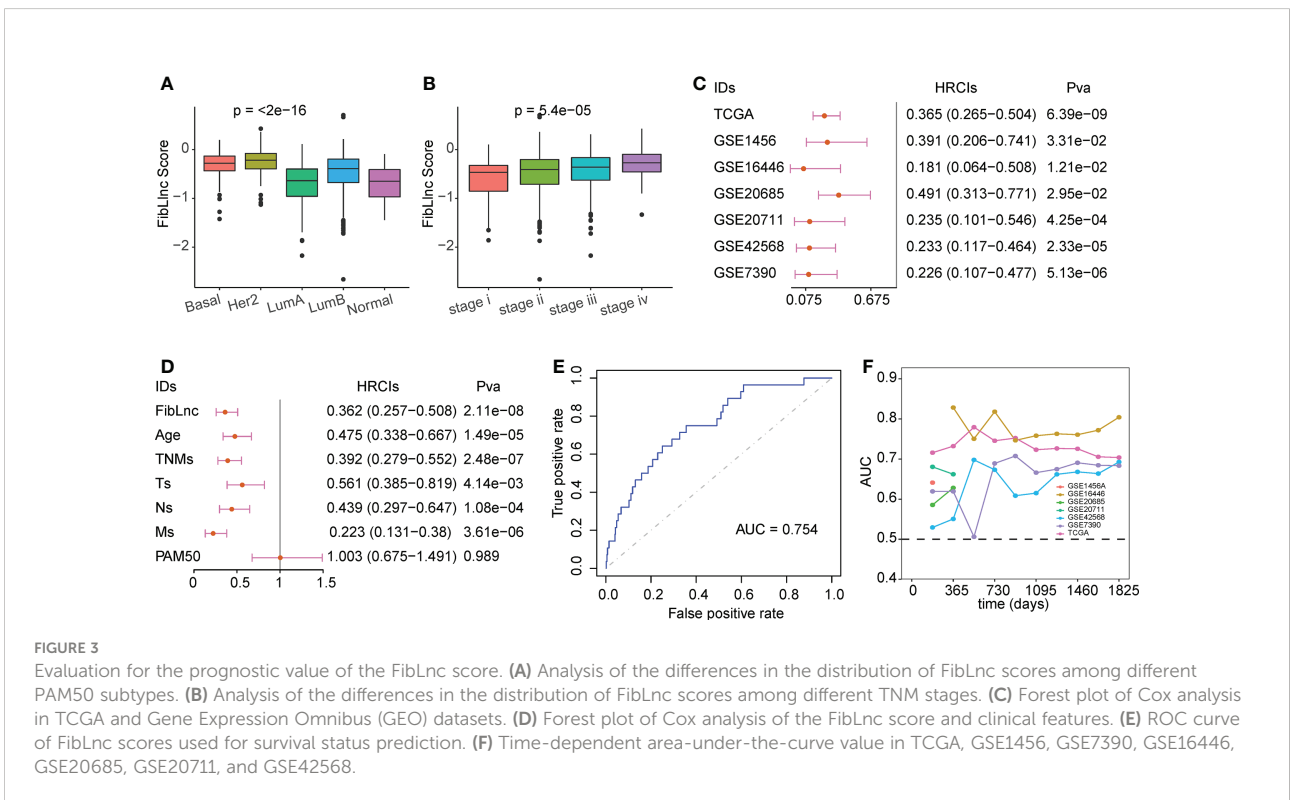 A
p = <2e-16
FibLInc Score
0
−1
−2
Basal
Her2
LumA
LumB
Normal
B
p = 5.4e−05
FibLInc Score
0
−1
−2
stage i
stage ii
stage iii
stage iv
C
IDs HRCIs Pva
TCGA 0.365 (0.265−0.504) 6.39e−09
GSE1456 0.391 (0.206−0.741) 3.31e−02
GSE16446 0.181 (0.064−0.508) 1.21e−02
GSE20685 0.491 (0.313−0.771) 2.95e−02
GSE20711 0.235 (0.101−0.546) 4.25e−04
GSE42568 0.233 (0.117−0.464) 2.33e−05
GSE7390 0.226 (0.107−0.477) 5.13e−06
0.075 0.675
D
IDs HRCIs Pva
FibLnc 0.362 (0.257−0.508) 2.11e−08
Age 0.475 (0.338−0.667) 1.49e−05
TNMs 0.392 (0.279−0.552) 2.48e−07
Ts 0.561 (0.385−0.819) 4.14e−03
Ns 0.439 (0.297−0.647) 1.08e−04
Ms 0.223 (0.131−0.38) 3.61e−06
PAM50 1.003 (0.675−1.491) 0.989
0 0.5 1 1.5
E
True positive rate
1.0
0.8
0.6
0.4
0.2
0.0
AUC = 0.754
0.0 0.2 0.4 0.6 0.8 1.0
False positive rate
F
AUC
0.9
0.8
0.7
0.6
0.5
0.4
GSE1456A
GSE16446
GSE20685
GSE20711
GSE42568
GSE7390
TCGA
0 365 730 1095 1460 1825
time (days)
FIGURE 3
Evaluation for the prognostic value of the FibLnc score. (A) Analysis of the differences in the distribution of FibLnc scores among different
PAM50 subtypes. (B) Analysis of the differences in the distribution of FibLnc scores among different TNM stages. (C) Forest plot of Cox analysis
in TCGA and Gene Expression Omnibus (GEO) datasets. (D) Forest plot of Cox analysis of the FibLnc score and clinical features. (E) ROC curve
of FibLnc scores used for survival status prediction. (F) Time-dependent area-under-the-curve value in TCGA, GSE1456, GSE7390, GSE16446,
GSE20685, GSE20711, and GSE42568.